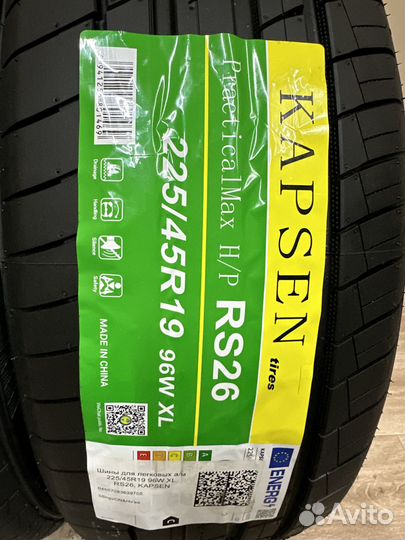 KAPSEN
tires
PracticalMax H/P RS26
225/45R19 96W XL
Drainage
Handling
Silence
Safety
MADE IN CHINA
ENERG
A
B
C
D
E
Шины для легковых а/м
225/45R19 96W XL
RS26, KAPSEN
C
Avito